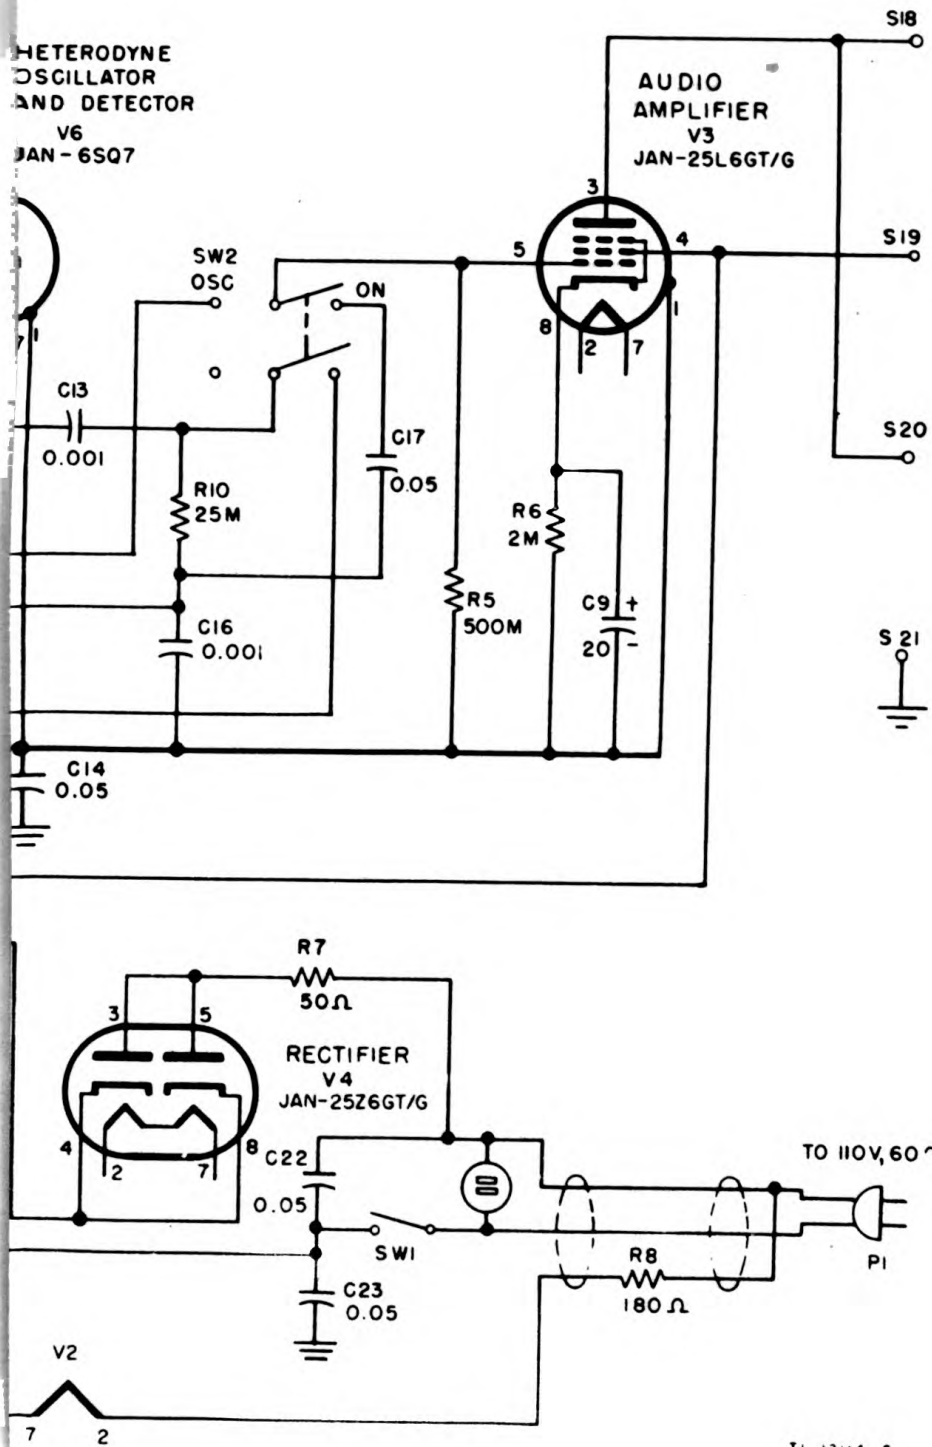 HETERODYNE
OSCILLATOR
AND DETECTOR
V6
JAN-6SQ7
AUDIO
AMPLIFIER
V3
JAN-25L6GT/G
S18
3
5
4
S19
SW2
OSC
ON
8
1
2
7
1
7
C13
0.001
C17
0.05
S20
R10
25M
R6
2M
R5
500M
C9 +
20 -
C16
0.001
S21
C14
0.05
R7
50Ω
3
5
RECTIFIER
V4
JAN-25Z6GT/G
4
8
2
7
C22
0.05
TO 110V, 60~
SW1
R8
180Ω
P1
C23
0.05
V2
7
2